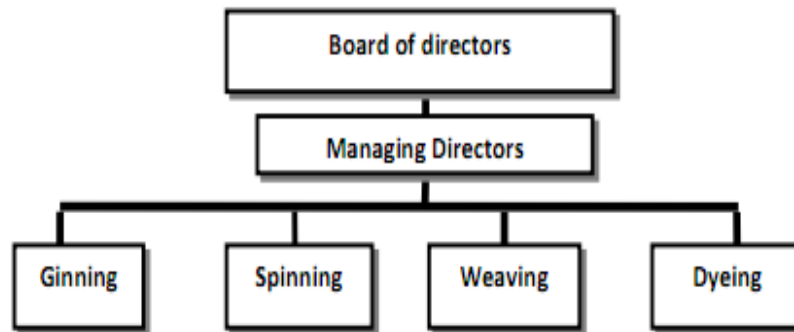 Board of directors
Managing Directors
Ginning
Spinning
Weaving
Dyeing